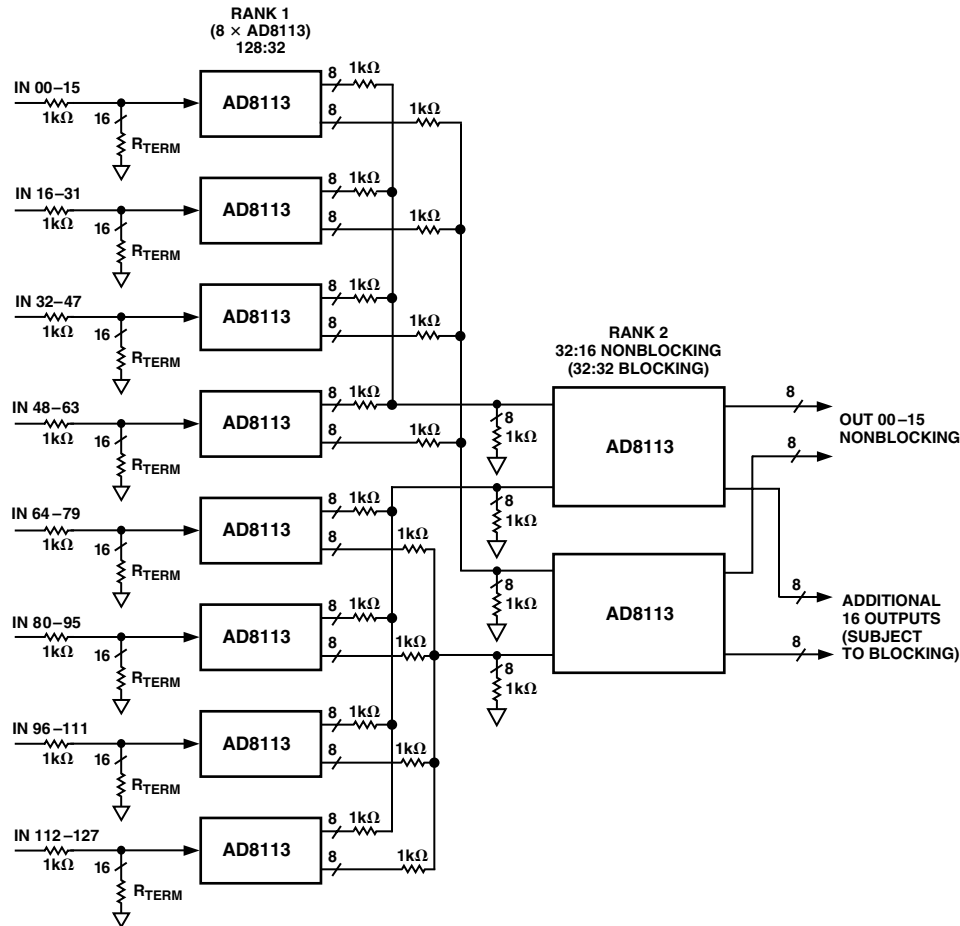 RANK 1
(8 × AD8113)
128:32
IN 00–15
1kΩ
16
RTERM
AD8113
8
1kΩ
8
1kΩ
IN 16–31
1kΩ
16
RTERM
AD8113
8
1kΩ
8
1kΩ
IN 32–47
1kΩ
16
RTERM
AD8113
8
1kΩ
8
1kΩ
IN 48–63
1kΩ
16
RTERM
AD8113
8
1kΩ
8
1kΩ
IN 64–79
1kΩ
16
RTERM
AD8113
8
1kΩ
8
1kΩ
IN 80–95
1kΩ
16
RTERM
AD8113
8
1kΩ
8
1kΩ
IN 96–111
1kΩ
16
RTERM
AD8113
8
1kΩ
8
1kΩ
IN 112–127
1kΩ
16
RTERM
AD8113
8
1kΩ
8
1kΩ
RANK 2
32:16 NONBLOCKING
(32:32 BLOCKING)
8
1kΩ
8
1kΩ
AD8113
8
1kΩ
8
1kΩ
AD8113
8
OUT 00–15
NONBLOCKING
8
8
ADDITIONAL
16 OUTPUTS
(SUBJECT
TO BLOCKING)
8